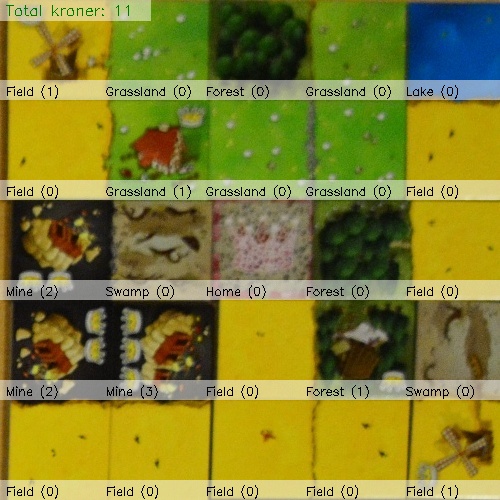 Total kroner: 11
Field (1) Grassland (0) Forest (0) Grassland (0) Lake (0)
Field (0) Grassland (1) Grassland (0) Grassland (0) Field (0)
Mine (2) Swamp (0) Home (0) Forest (0) Field (0)
Mine (2) Mine (3) Field (0) Forest (1) Swamp (0)
Field (0) Field (0) Field (0) Field (0) Field (1)